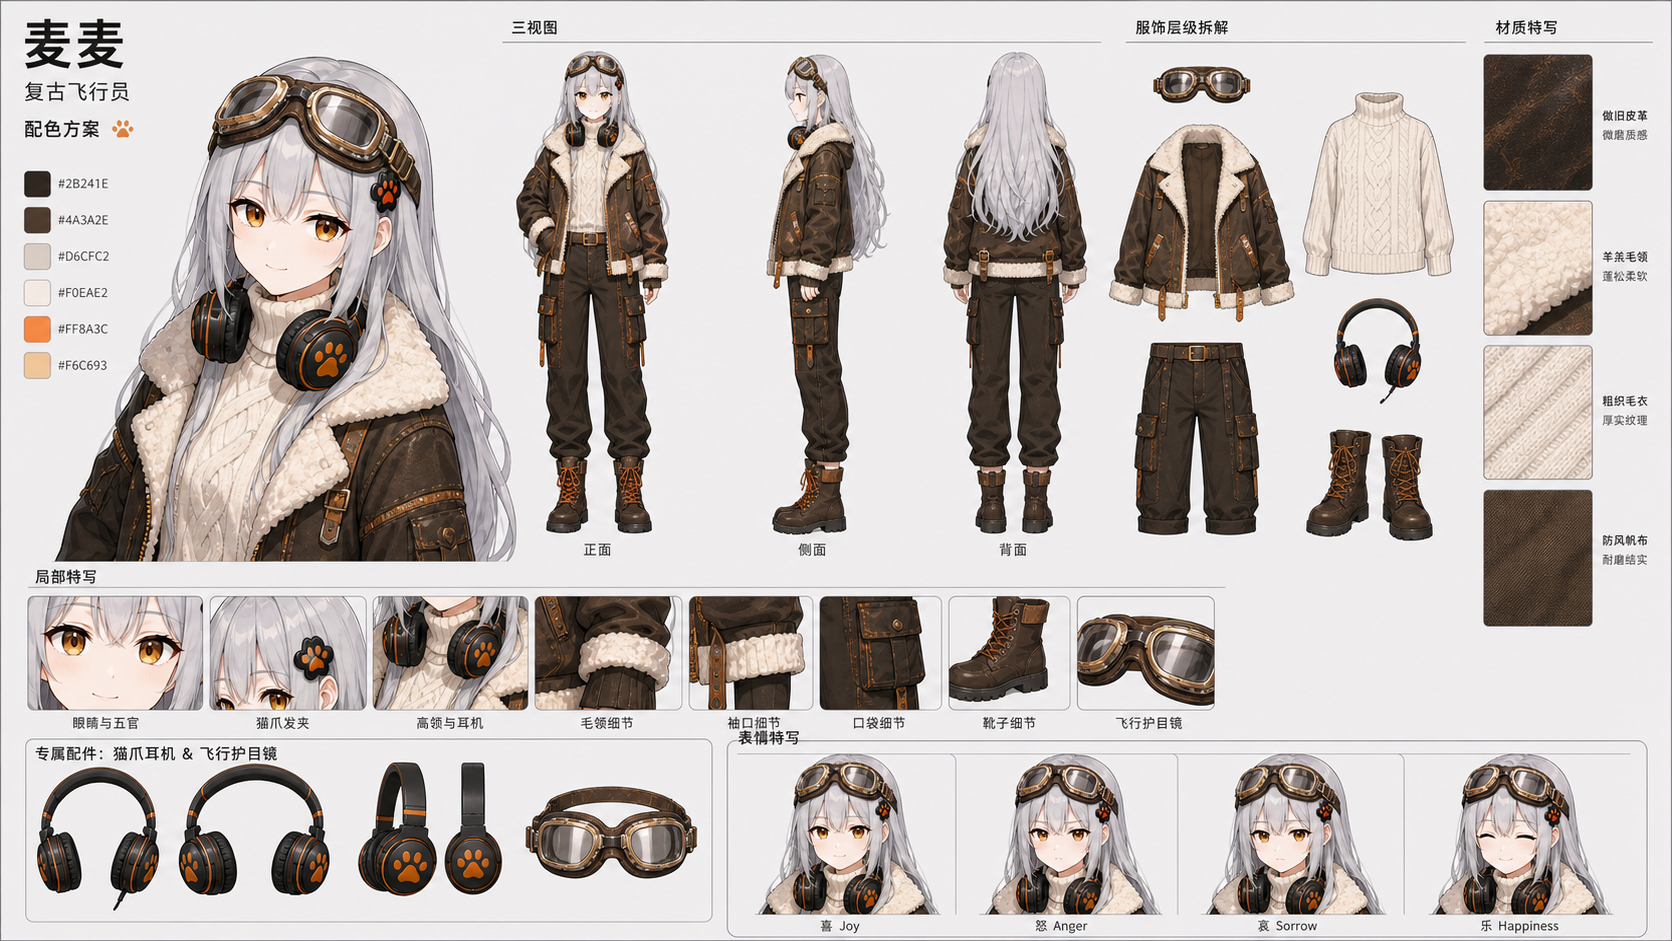 麦麦
复古飞行员
配色方案
#2B241E
#4A3A2E
#D6CFC2
#F0EAE2
#FF8A3C
#F6C693
三视图
正面
侧面
背面
服饰层级拆解
材质特写
做旧皮革
微磨质感
羊羔毛领
蓬松柔软
粗织毛衣
厚实纹理
防风帆布
耐磨结实
局部特写
眼睛与五官
猫爪发夹
高领与耳机
毛领细节
袖口细节
口袋细节
靴子细节
飞行护目镜
专属配件：猫爪耳机 & 飞行护目镜
表情特写
喜 Joy
怒 Anger
哀 Sorrow
乐 Happiness